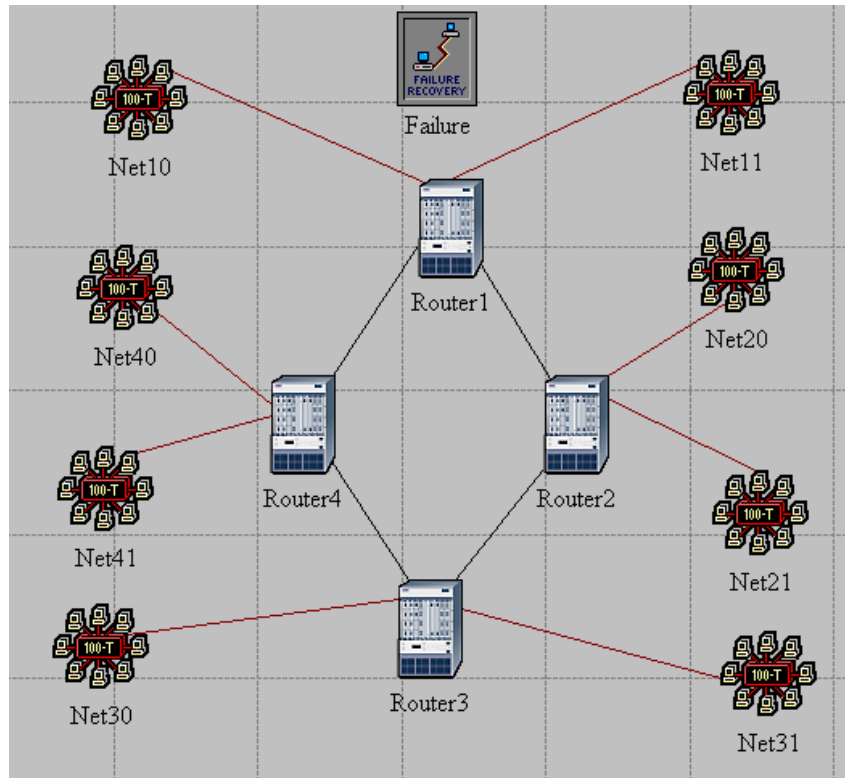 100-T
Net10
FAILURE
RECOVERY
Failure
100-T
Net11
Router1
100-T
Net40
100-T
Net20
Router4
Router2
100-T
Net41
100-T
Net21
100-T
Net30
Router3
100-T
Net31